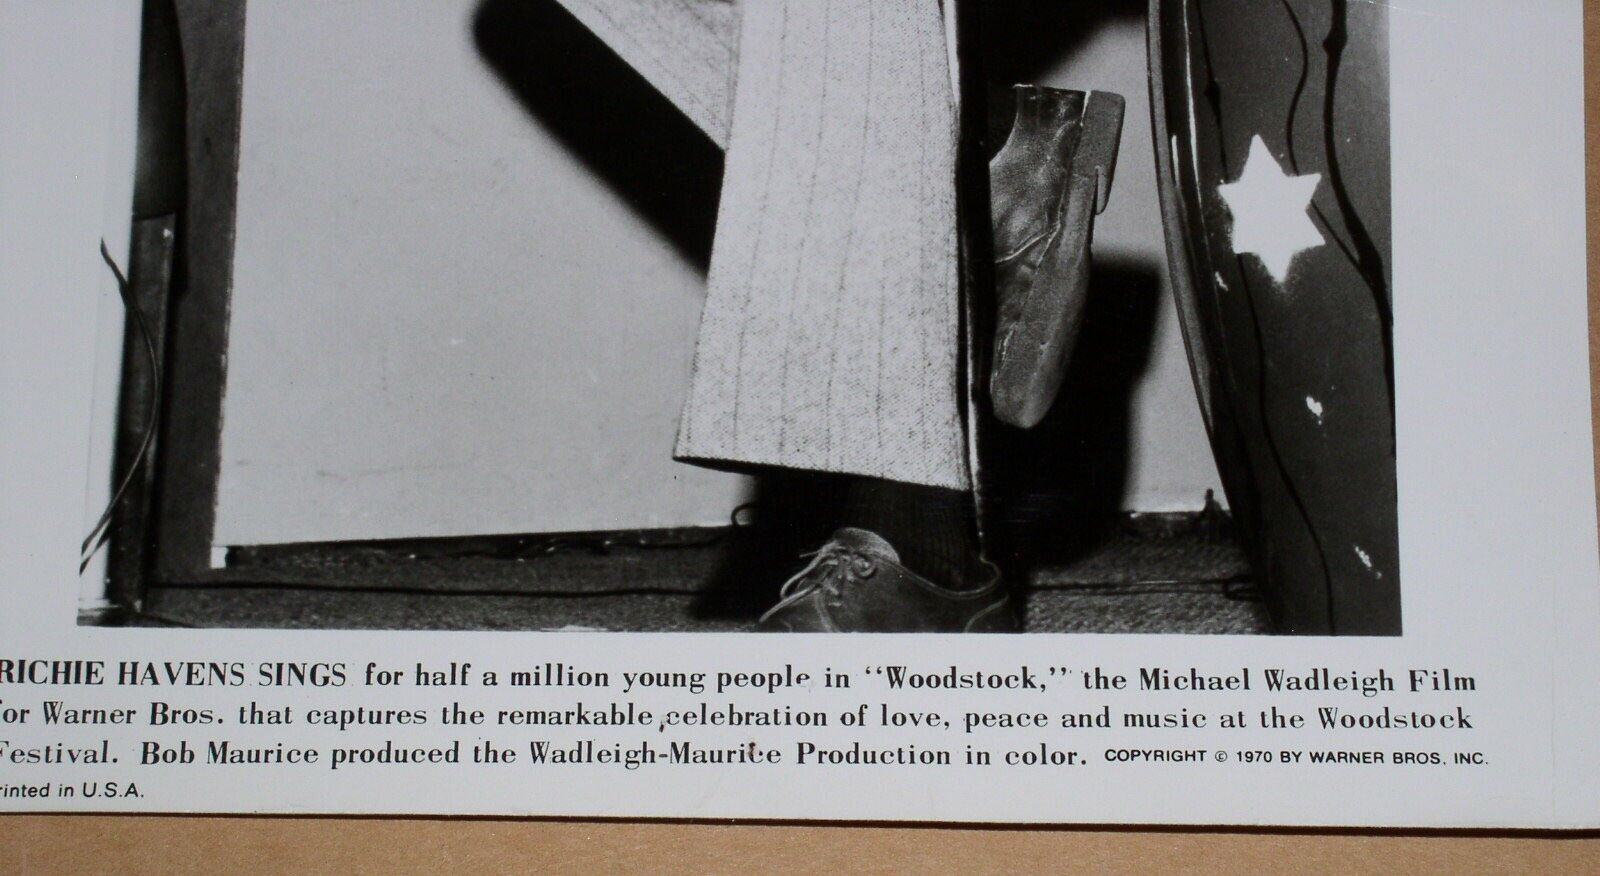 RICHIE HAVENS SINGS for half a million young people in “Woodstock,” the Michael Wadleigh Film
for Warner Bros. that captures the remarkable celebration of love, peace and music at the Woodstock
Festival. Bob Maurice produced the Wadleigh-Maurice Production in color. COPYRIGHT © 1970 BY WARNER BROS. INC.
Printed in U.S.A.